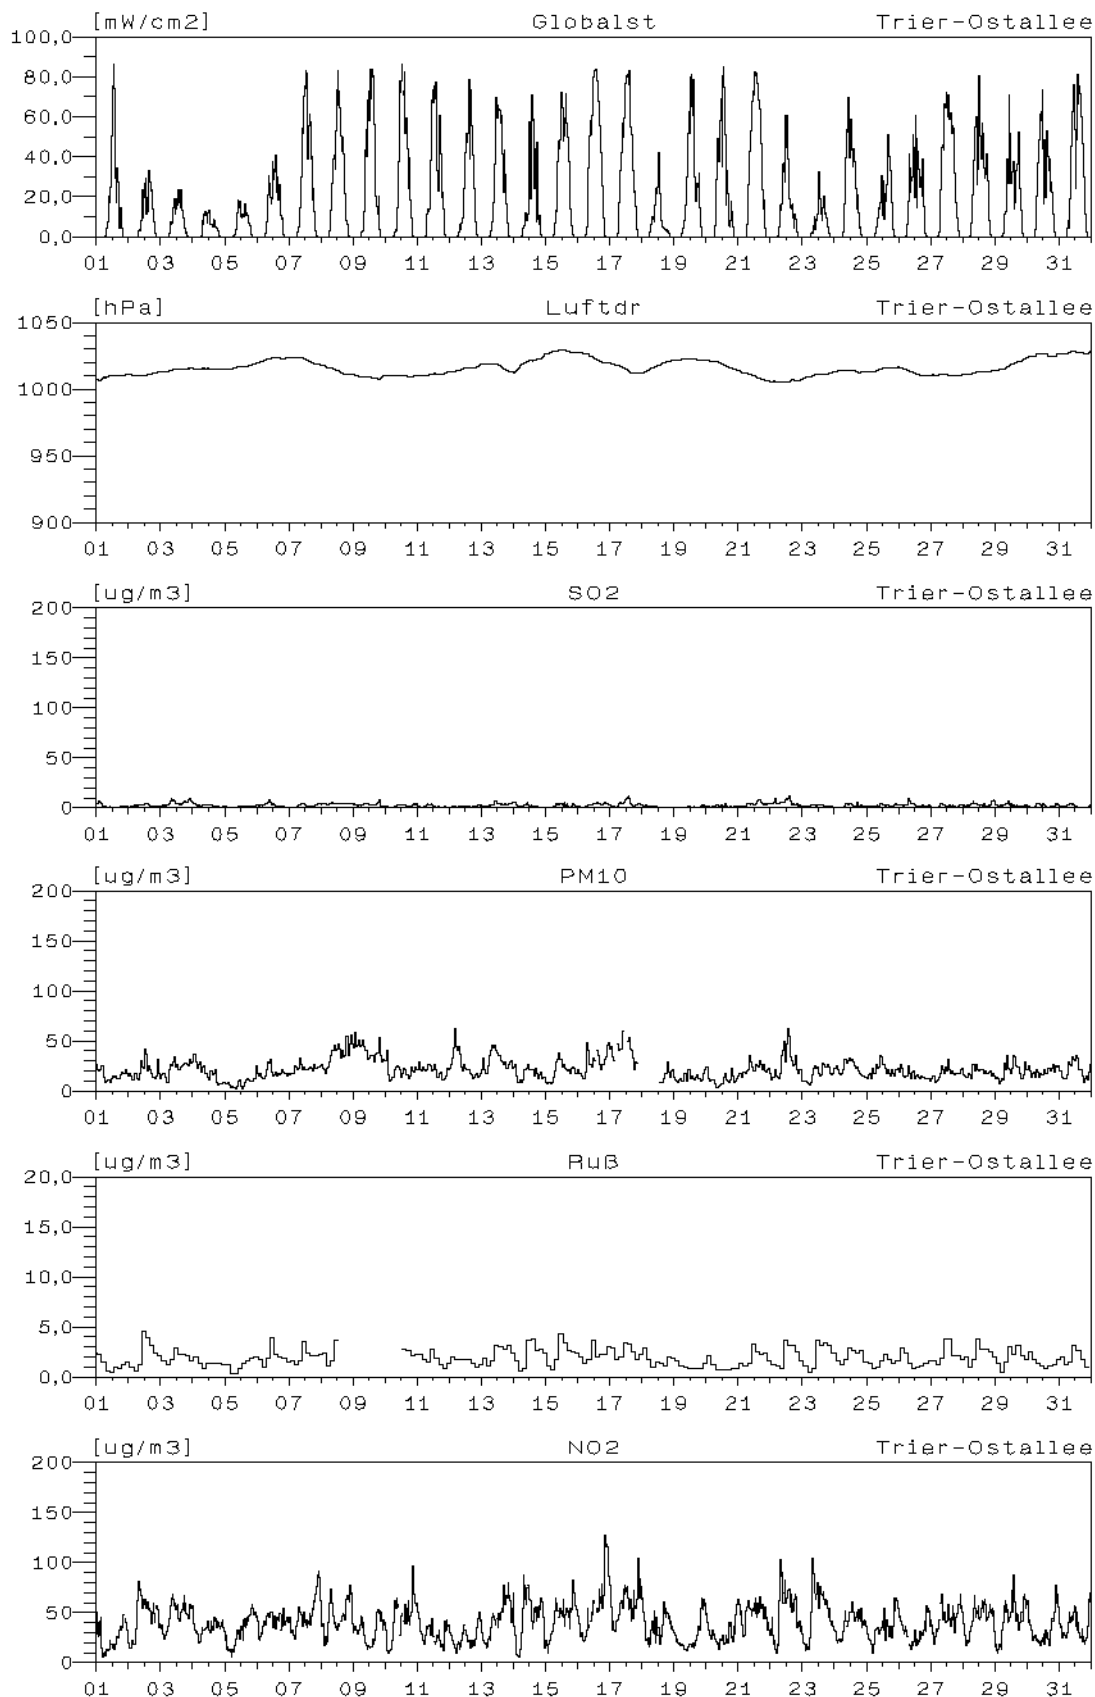 [mW/cm2] Globalst Trier-Ostallee
100,0
80,0
60,0
40,0
20,0
0,0
01 03 05 07 09 11 13 15 17 19 21 23 25 27 29 31
[hPa] Luftdr Trier-Ostallee
1050
1000
950
900
01 03 05 07 09 11 13 15 17 19 21 23 25 27 29 31
[ug/m3] SO2 Trier-Ostallee
200
150
100
50
0
01 03 05 07 09 11 13 15 17 19 21 23 25 27 29 31
[ug/m3] PM10 Trier-Ostallee
200
150
100
50
0
01 03 05 07 09 11 13 15 17 19 21 23 25 27 29 31
[ug/m3] Ruß Trier-Ostallee
20,0
15,0
10,0
5,0
0,0
01 03 05 07 09 11 13 15 17 19 21 23 25 27 29 31
[ug/m3] NO2 Trier-Ostallee
200
150
100
50
0
01 03 05 07 09 11 13 15 17 19 21 23 25 27 29 31